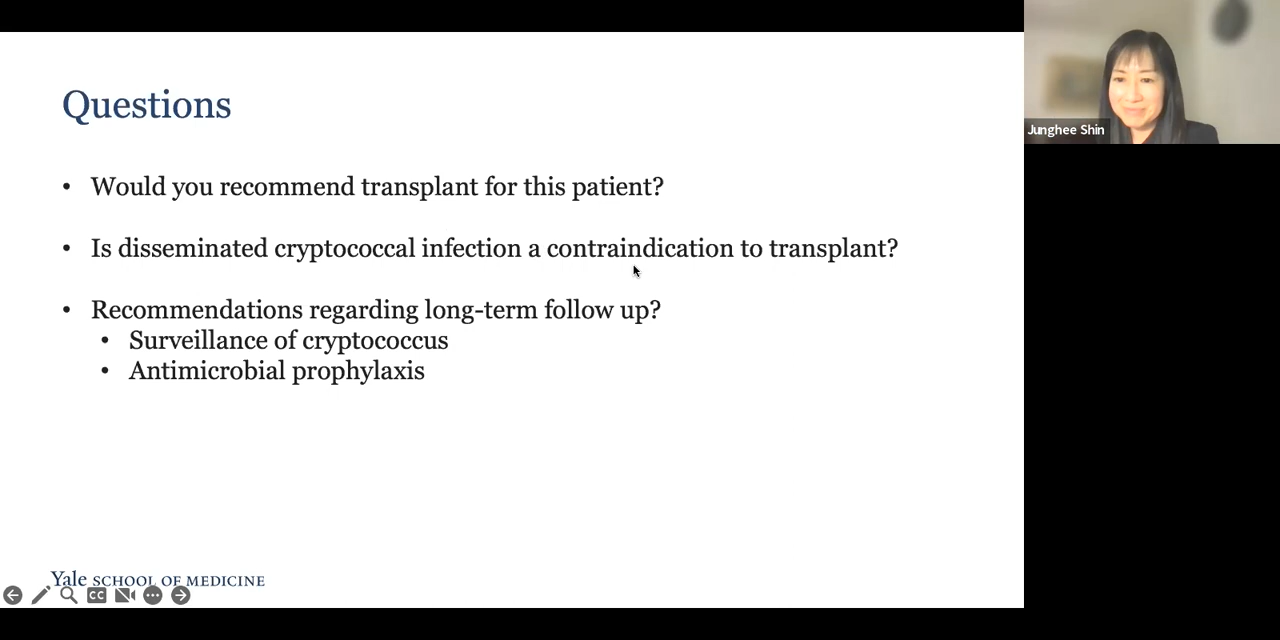 Questions
• Would you recommend transplant for this patient?
• Is disseminated cryptococcal infection a contraindication to transplant?
• Recommendations regarding long-term follow up?
• Surveillance of cryptococcus
• Antimicrobial prophylaxis
Yale SCHOOL OF MEDICINE
CC
Junghee Shin